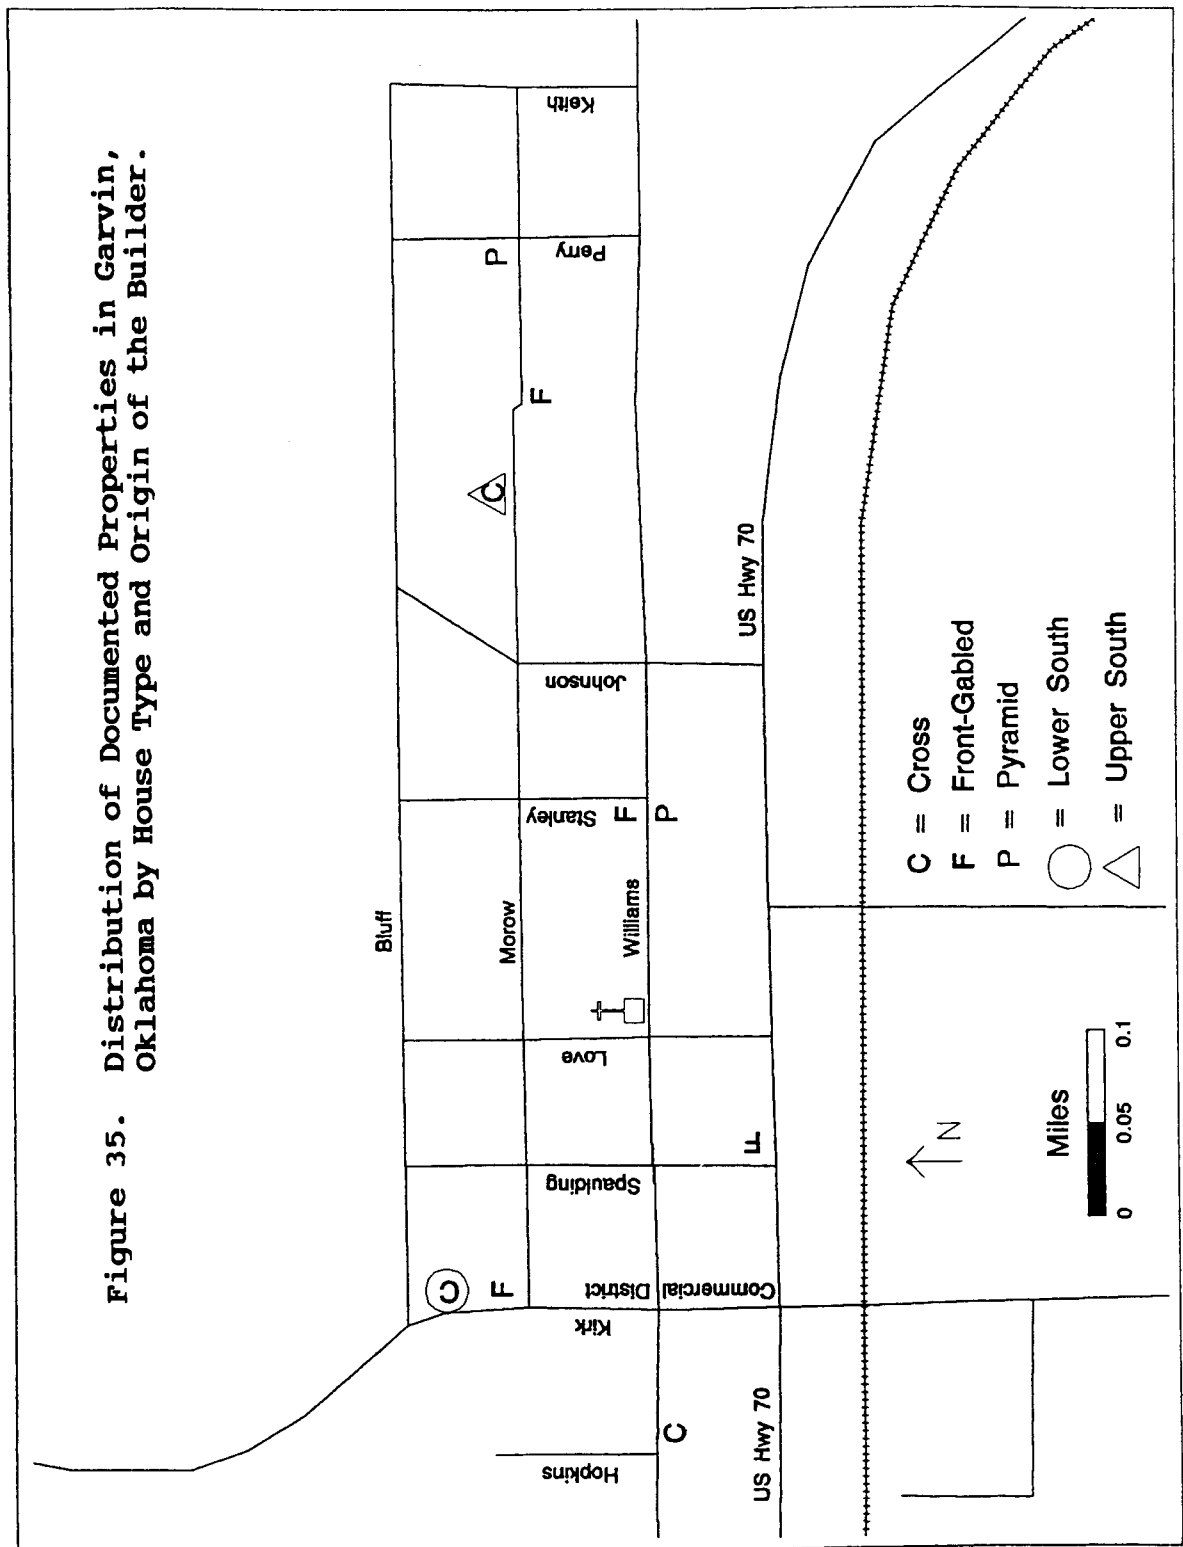 Figure 35. Distribution of Documented Properties in Garvin,
Oklahoma by House Type and Origin of the Builder.
Bluff
Morow
Williams
Hopkins
Kirk
Commercial District
Spaulding
Love
Stanley
Johnson
Perry
Keith
C
F
C
F
F
P
C
F
P
US Hwy 70
US Hwy 70
N
Miles
0 0.05 0.1
C = Cross
F = Front-Gabled
P = Pyramid
= Lower South
= Upper South